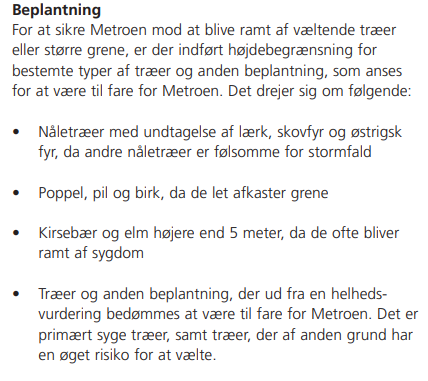 Beplantning
For at sikre Metroen mod at blive ramt af væltende træer
eller større grene, er der indført højdebegrænsning for
bestemte typer af træer og anden beplantning, som anses
for at være til fare for Metroen. Det drejer sig om følgende:
• Nåletræer med undtagelse af lærk, skovfyr og østrigsk
fyr, da andre nåletræer er følsomme for stormfald
• Poppel, pil og birk, da de let afkaster grene
• Kirsebær og elm højere end 5 meter, da de ofte bliver
ramt af sygdom
• Træer og anden beplantning, der ud fra en helheds-
vurdering bedømmes at være til fare for Metroen. Det er
primært syge træer, samt træer, der af anden grund har
en øget risiko for at vælte.